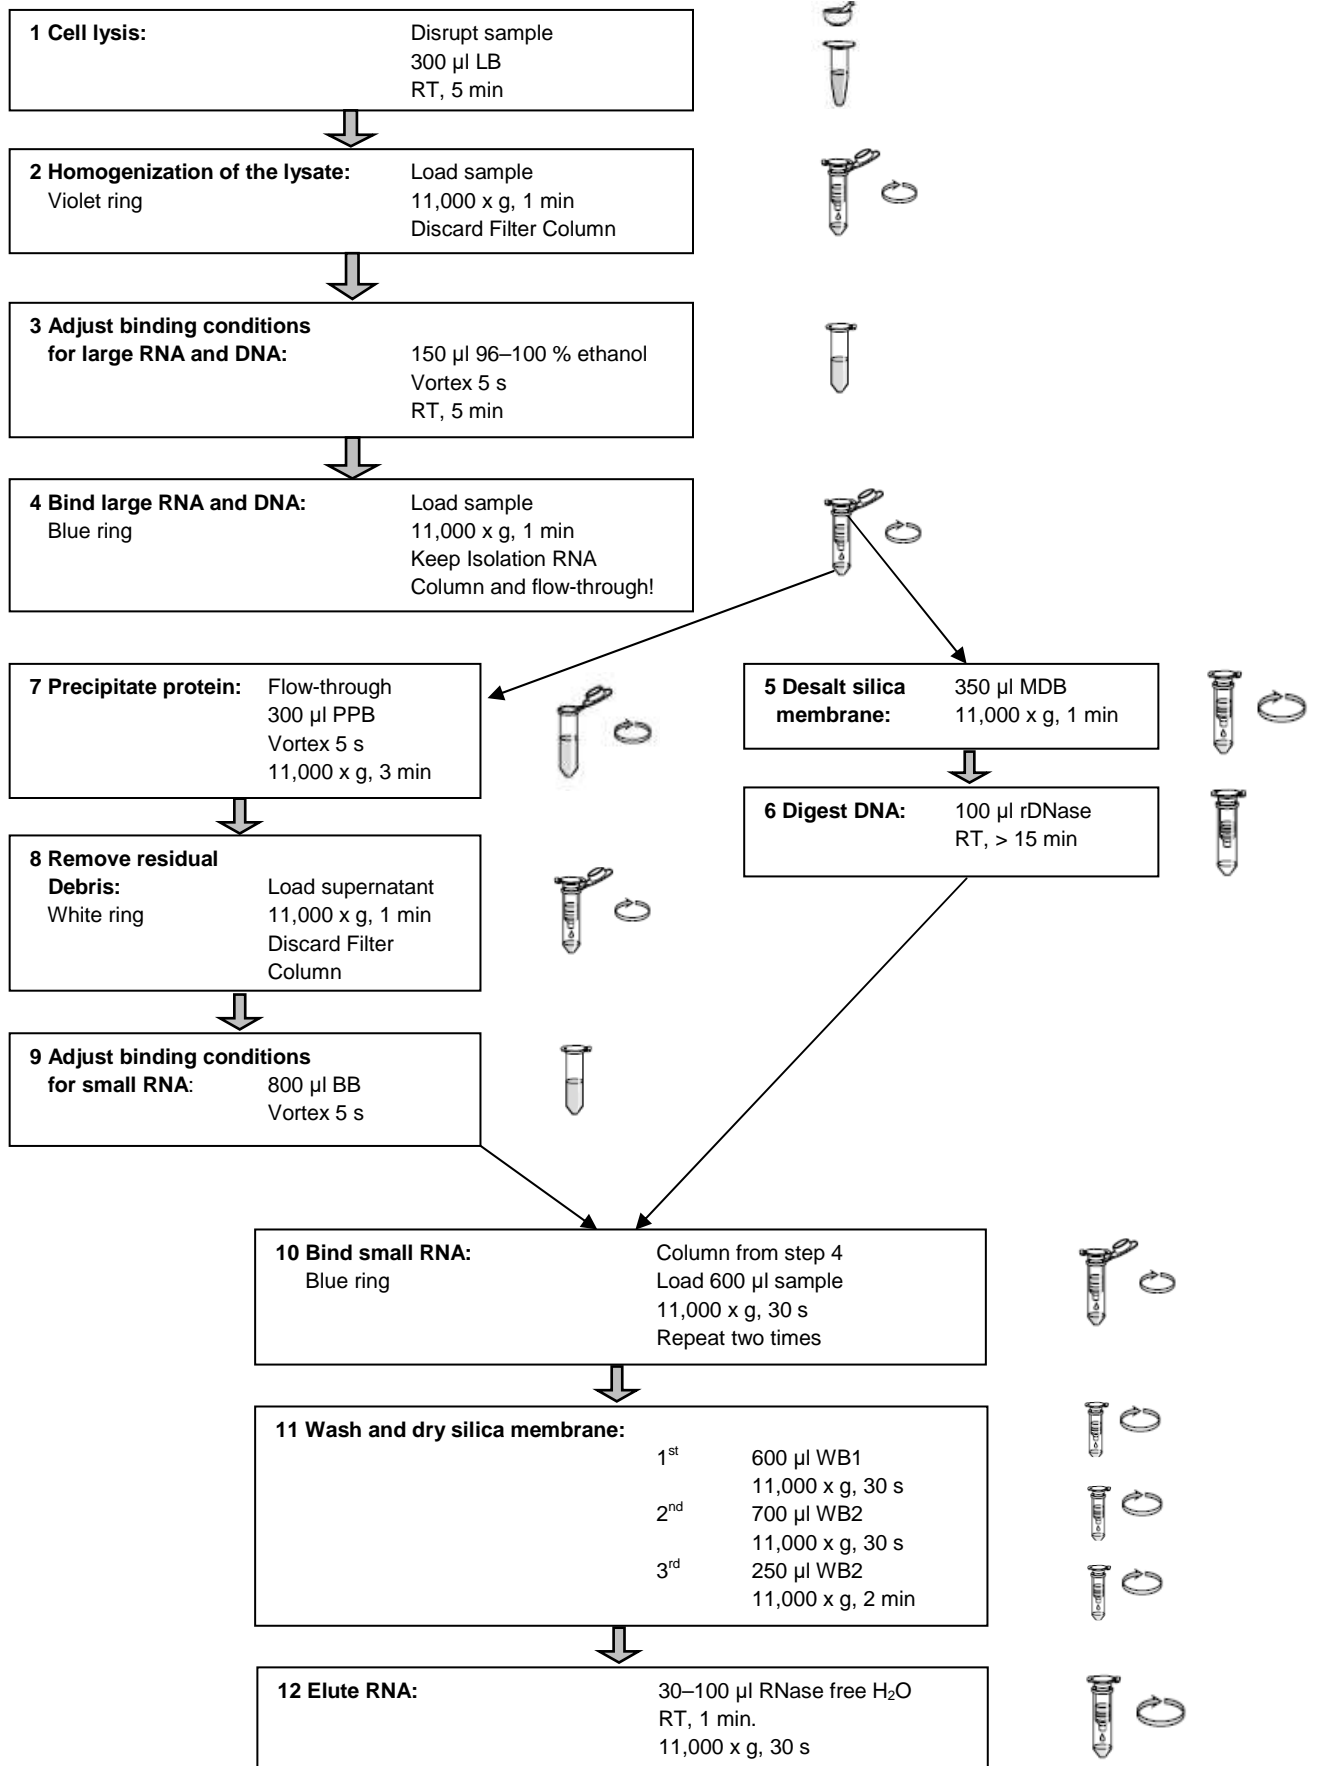 1 Cell lysis: Disrupt sample
300 µl LB
RT, 5 min
2 Homogenization of the lysate: Load sample
Violet ring 11,000 x g, 1 min
Discard Filter Column
3 Adjust binding conditions
for large RNA and DNA: 150 µl 96–100 % ethanol
Vortex 5 s
RT, 5 min
4 Bind large RNA and DNA: Load sample
Blue ring 11,000 x g, 1 min
Keep Isolation RNA
Column and flow-through!
5 Desalt silica 350 µl MDB
membrane: 11,000 x g, 1 min
6 Digest DNA: 100 µl rDNase
RT, > 15 min
7 Precipitate protein: Flow-through
300 µl PPB
Vortex 5 s
11,000 x g, 3 min
8 Remove residual
Debris: Load supernatant
White ring 11,000 x g, 1 min
Discard Filter
Column
9 Adjust binding conditions
for small RNA: 800 µl BB
Vortex 5 s
10 Bind small RNA: Column from step 4
Blue ring Load 600 µl sample
11,000 x g, 30 s
Repeat two times
11 Wash and dry silica membrane:
1st 600 µl WB1
11,000 x g, 30 s
2nd 700 µl WB2
11,000 x g, 30 s
3rd 250 µl WB2
11,000 x g, 2 min
12 Elute RNA: 30–100 µl RNase free H₂O
RT, 1 min.
11,000 x g, 30 s